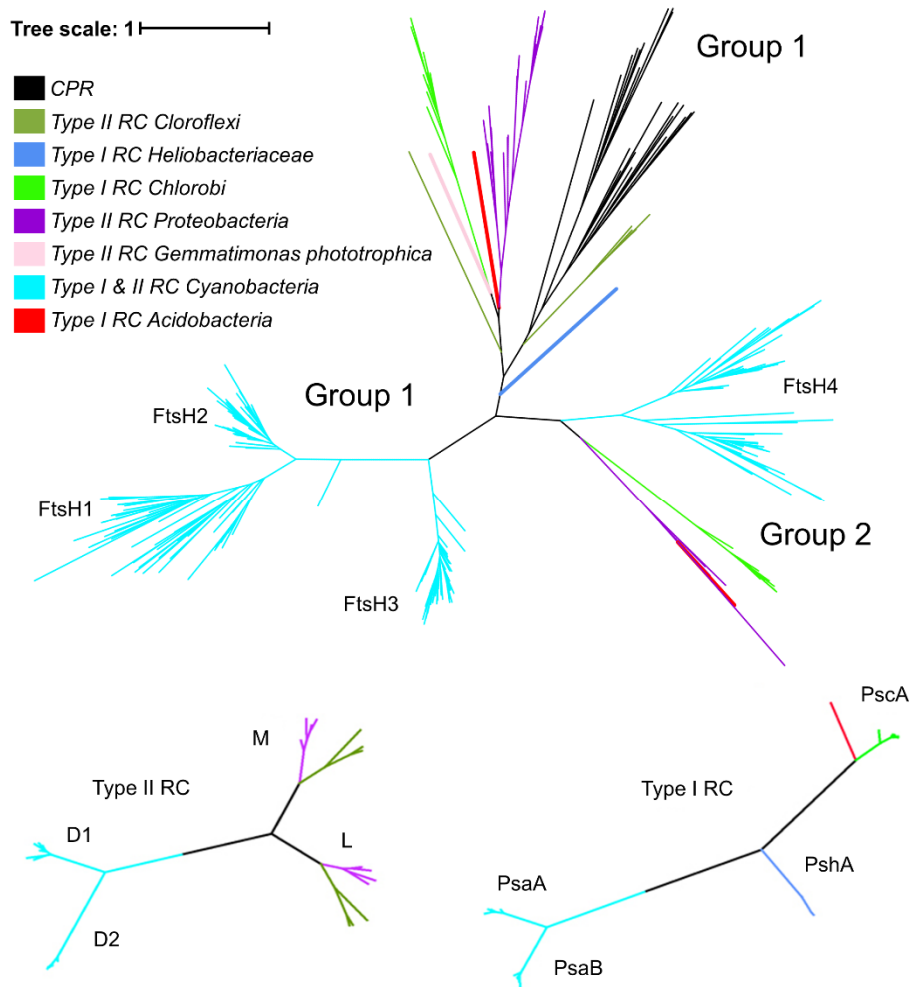 Tree scale: 1
CPR
Type II RC Cloroflexi
Type I RC Heliobacteriaceae
Type I RC Chlorobi
Type II RC Proteobacteria
Type II RC Gemmatimonas phototrophica
Type I & II RC Cyanobacteria
Type I RC Acidobacteria
Group 1
Group 1
FtsH4
FtsH2
FtsH1
Group 2
FtsH3
M
Type II RC
D1
L
D2
PscA
Type I RC
PshA
PsaA
PsaB